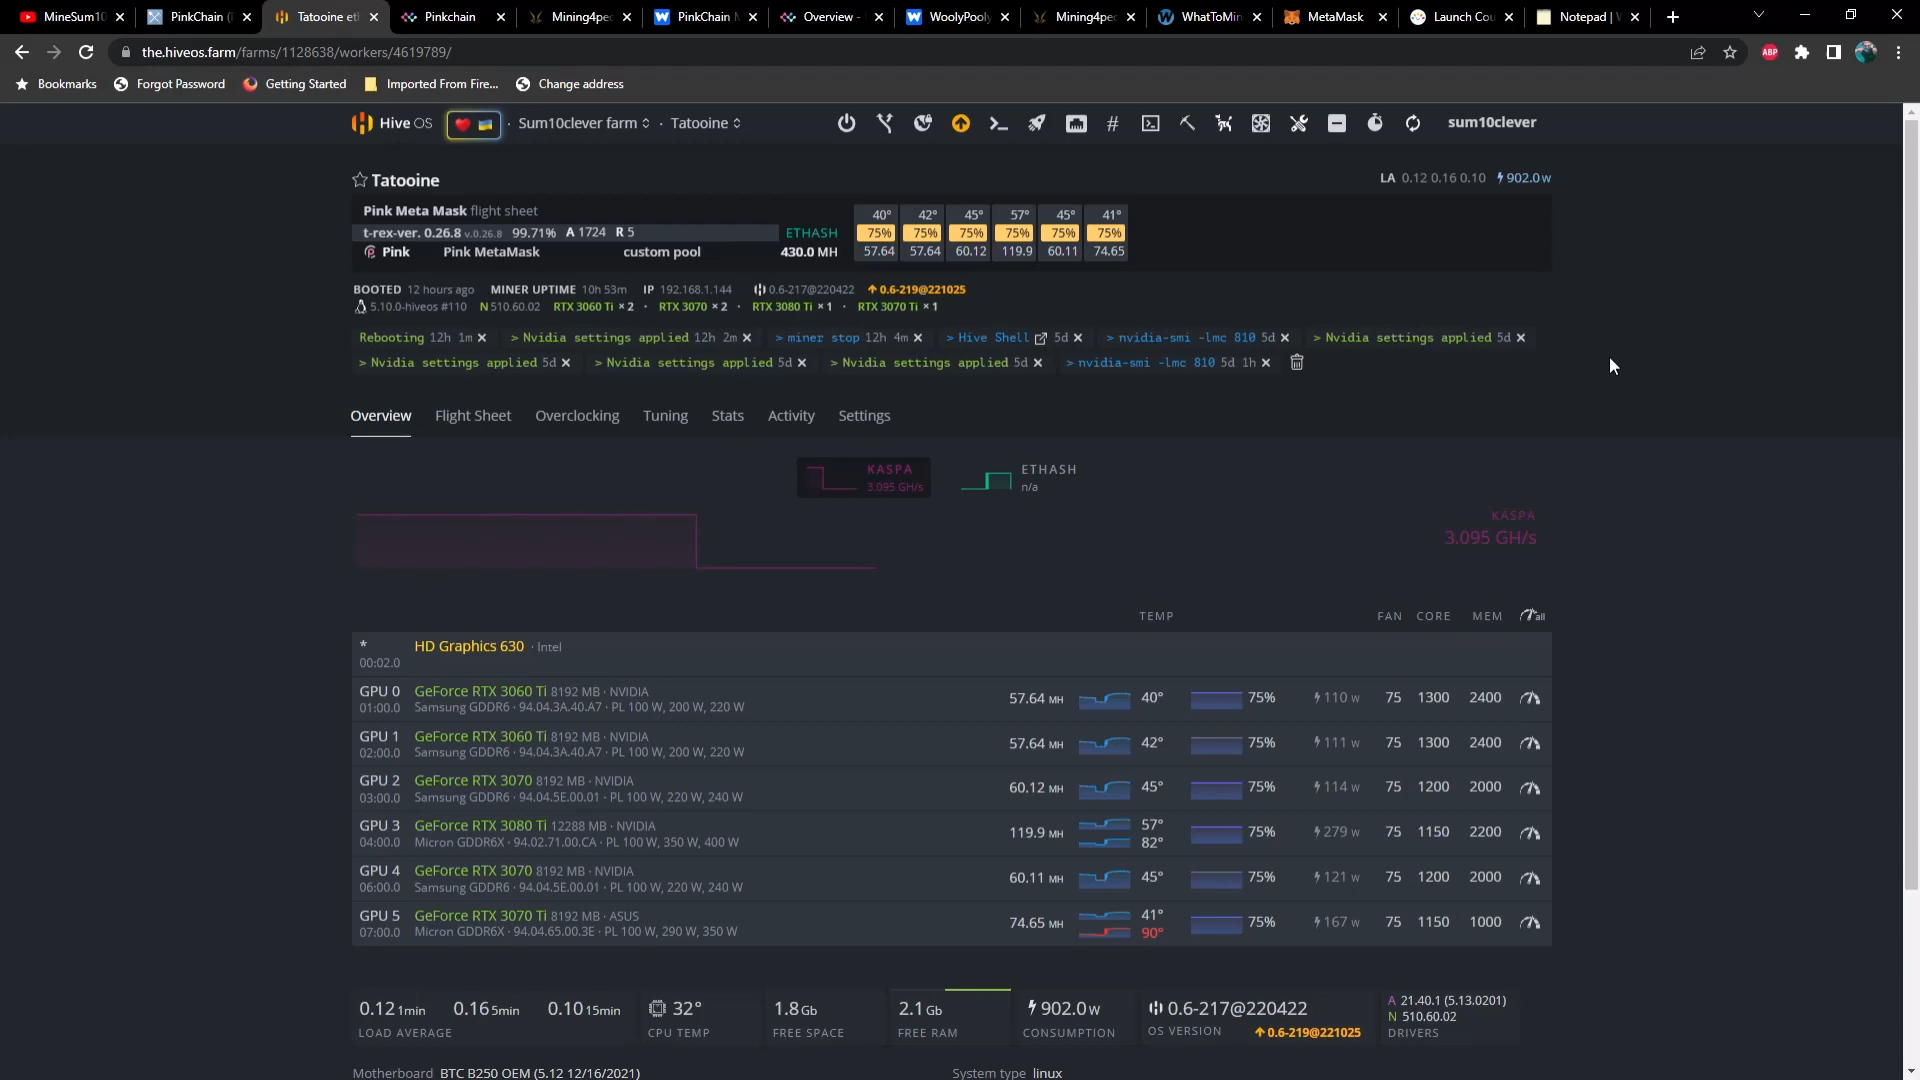 MineSum10
PinkChain (
Tatooine eth
Pinkchain
Mining4peo
PinkChain M
Overview -
WoolyPooly
Mining4peo
WhatToMin
MetaMask
Launch Cou
Notepad |
the.hiveos.farm/farms/1128638/workers/4619789/
ABP
Bookmarks Forgot Password Getting Started Imported From Fire... Change address
Hive OS · Sum10clever farm · Tatooine sum10clever
Tatooine LA 0.12 0.16 0.10 902.0 w
Pink Meta Mask flight sheet 40° 42° 45° 57° 45° 41°
t-rex-ver. 0.26.8 v.0.26.8 99.71% A 1724 R 5 ETHASH 75% 75% 75% 75% 75% 75%
Pink Pink MetaMask custom pool 430.0 MH 57.64 57.64 60.12 119.9 60.11 74.65
BOOTED 12 hours ago MINER UPTIME 10h 53m IP 192.168.1.144 0.6-217@220422 0.6-219@221025
5.10.0-hiveos #110 N 510.60.02 RTX 3060 Ti × 2 · RTX 3070 × 2 · RTX 3080 Ti × 1 · RTX 3070 Ti × 1
Rebooting 12h 1m > Nvidia settings applied 12h 2m > miner stop 12h 4m > Hive Shell 5d > nvidia-smi -lmc 810 5d > Nvidia settings applied 5d
> Nvidia settings applied 5d > Nvidia settings applied 5d > Nvidia settings applied 5d > nvidia-smi -lmc 810 5d 1h
Overview Flight Sheet Overclocking Tuning Stats Activity Settings
KASPA ETHASH
3.095 GH/s n/a
KASPA
3.095 GH/s
TEMP FAN CORE MEM all
* HD Graphics 630 · Intel
00:02.0
GPU 0 GeForce RTX 3060 Ti 8192 MB · NVIDIA 57.64 MH 40° 75% 110 w 75 1300 2400
01:00.0 Samsung GDDR6 · 94.04.3A.40.A7 · PL 100 W, 200 W, 220 W
GPU 1 GeForce RTX 3060 Ti 8192 MB · NVIDIA 57.64 MH 42° 75% 111 w 75 1300 2400
02:00.0 Samsung GDDR6 · 94.04.3A.40.A7 · PL 100 W, 200 W, 220 W
GPU 2 GeForce RTX 3070 8192 MB · NVIDIA 60.12 MH 45° 75% 114 w 75 1200 2000
03:00.0 Samsung GDDR6 · 94.04.5E.00.01 · PL 100 W, 220 W, 240 W
GPU 3 GeForce RTX 3080 Ti 12288 MB · NVIDIA 119.9 MH 57° 75% 279 w 75 1150 2200
04:00.0 Micron GDDR6X · 94.02.71.00.CA · PL 100 W, 350 W, 400 W 82°
GPU 4 GeForce RTX 3070 8192 MB · NVIDIA 60.11 MH 45° 75% 121 w 75 1200 2000
06:00.0 Samsung GDDR6 · 94.04.5E.00.01 · PL 100 W, 220 W, 240 W
GPU 5 GeForce RTX 3070 Ti 8192 MB · ASUS 74.65 MH 41° 75% 167 w 75 1150 1000
07:00.0 Micron GDDR6X · 94.04.65.00.3E · PL 100 W, 290 W, 350 W 90°
0.12 1min 0.16 5min 0.10 15min 32° 1.8 Gb 2.1 Gb 902.0 w 0.6-217@220422 A 21.40.1 (5.13.0201)
N 510.60.02
LOAD AVERAGE CPU TEMP FREE SPACE FREE RAM CONSUMPTION OS VERSION 0.6-219@221025 DRIVERS
Motherboard BTC B250 OEM (5.12 12/16/2021) System type linux